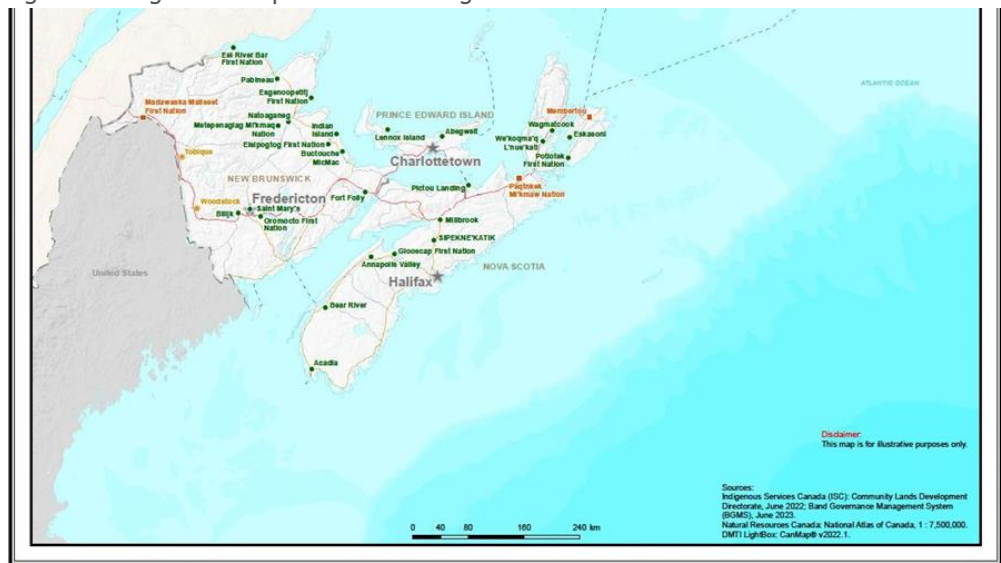 Eel River Bar
First Nation
Pabineau
Esgenoopetitj
First Nation
Madawaska Maliseet
First Nation
Natoaganeg
Metepenagiag Mi'kmaq
Nation
Indian
Island
Elsipogtog First Nation
Buctouche
MicMac
Tobique
NEW BRUNSWICK
Woodstock
Fredericton
Saint Mary's
Bilijk
Oromocto First
Nation
Fort Folly
United States
PRINCE EDWARD ISLAND
Lennox Island
Abegweit
Charlottetown
Membertou
Wagmatcook
Eskasoni
We'koqma'q
L'nue'kati
Potlotek
First Nation
Paqtnkek
Mi'kmaw Nation
Pictou Landing
Millbrook
SIPEKNE'KATIK
Glooscap First Nation
Annapolis Valley
NOVA SCOTIA
Halifax
Bear River
Acadia
ATLANTIC OCEAN
Disclaimer:
This map is for illustrative purposes only.
Sources:
Indigenous Services Canada (ISC): Community Lands Development
Directorate, June 2022; Band Governance Management System
(BGMS), June 2023.
Natural Resources Canada: National Atlas of Canada, 1 : 7,500,000.
DMTI LightBox: CanMap® v2022.1.
0 40 80 160 240 km